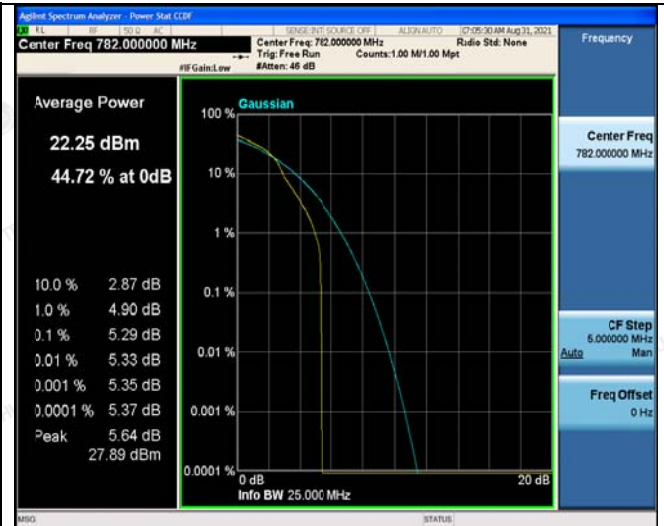 Agilent Spectrum Analyzer - Power Stat CCDF
RL RF 50 Ω AC SENSE:INT SOURCE OFF ALIGN AUTO 07:05:30 AM Aug 31, 2021
Center Freq 782.000000 MHz
Center Freq: 782.000000 MHz Radio Std: None
Trig: Free Run Counts:1.00 M/1.00 Mpt
#IFGain:Low #Atten: 46 dB
Frequency
Average Power
22.25 dBm
44.72 % at 0dB
10.0 % 2.87 dB
1.0 % 4.90 dB
0.1 % 5.29 dB
0.01 % 5.33 dB
0.001 % 5.35 dB
0.0001 % 5.37 dB
Peak 5.64 dB
27.89 dBm
Gaussian
100 %
10 %
1 %
0.1 %
0.01 %
0.001 %
0.0001 %
0 dB 20 dB
Info BW 25.000 MHz
Center Freq
782.000000 MHz
CF Step
5.000000 MHz
Auto Man
Freq Offset
0 Hz
MSG STATUS